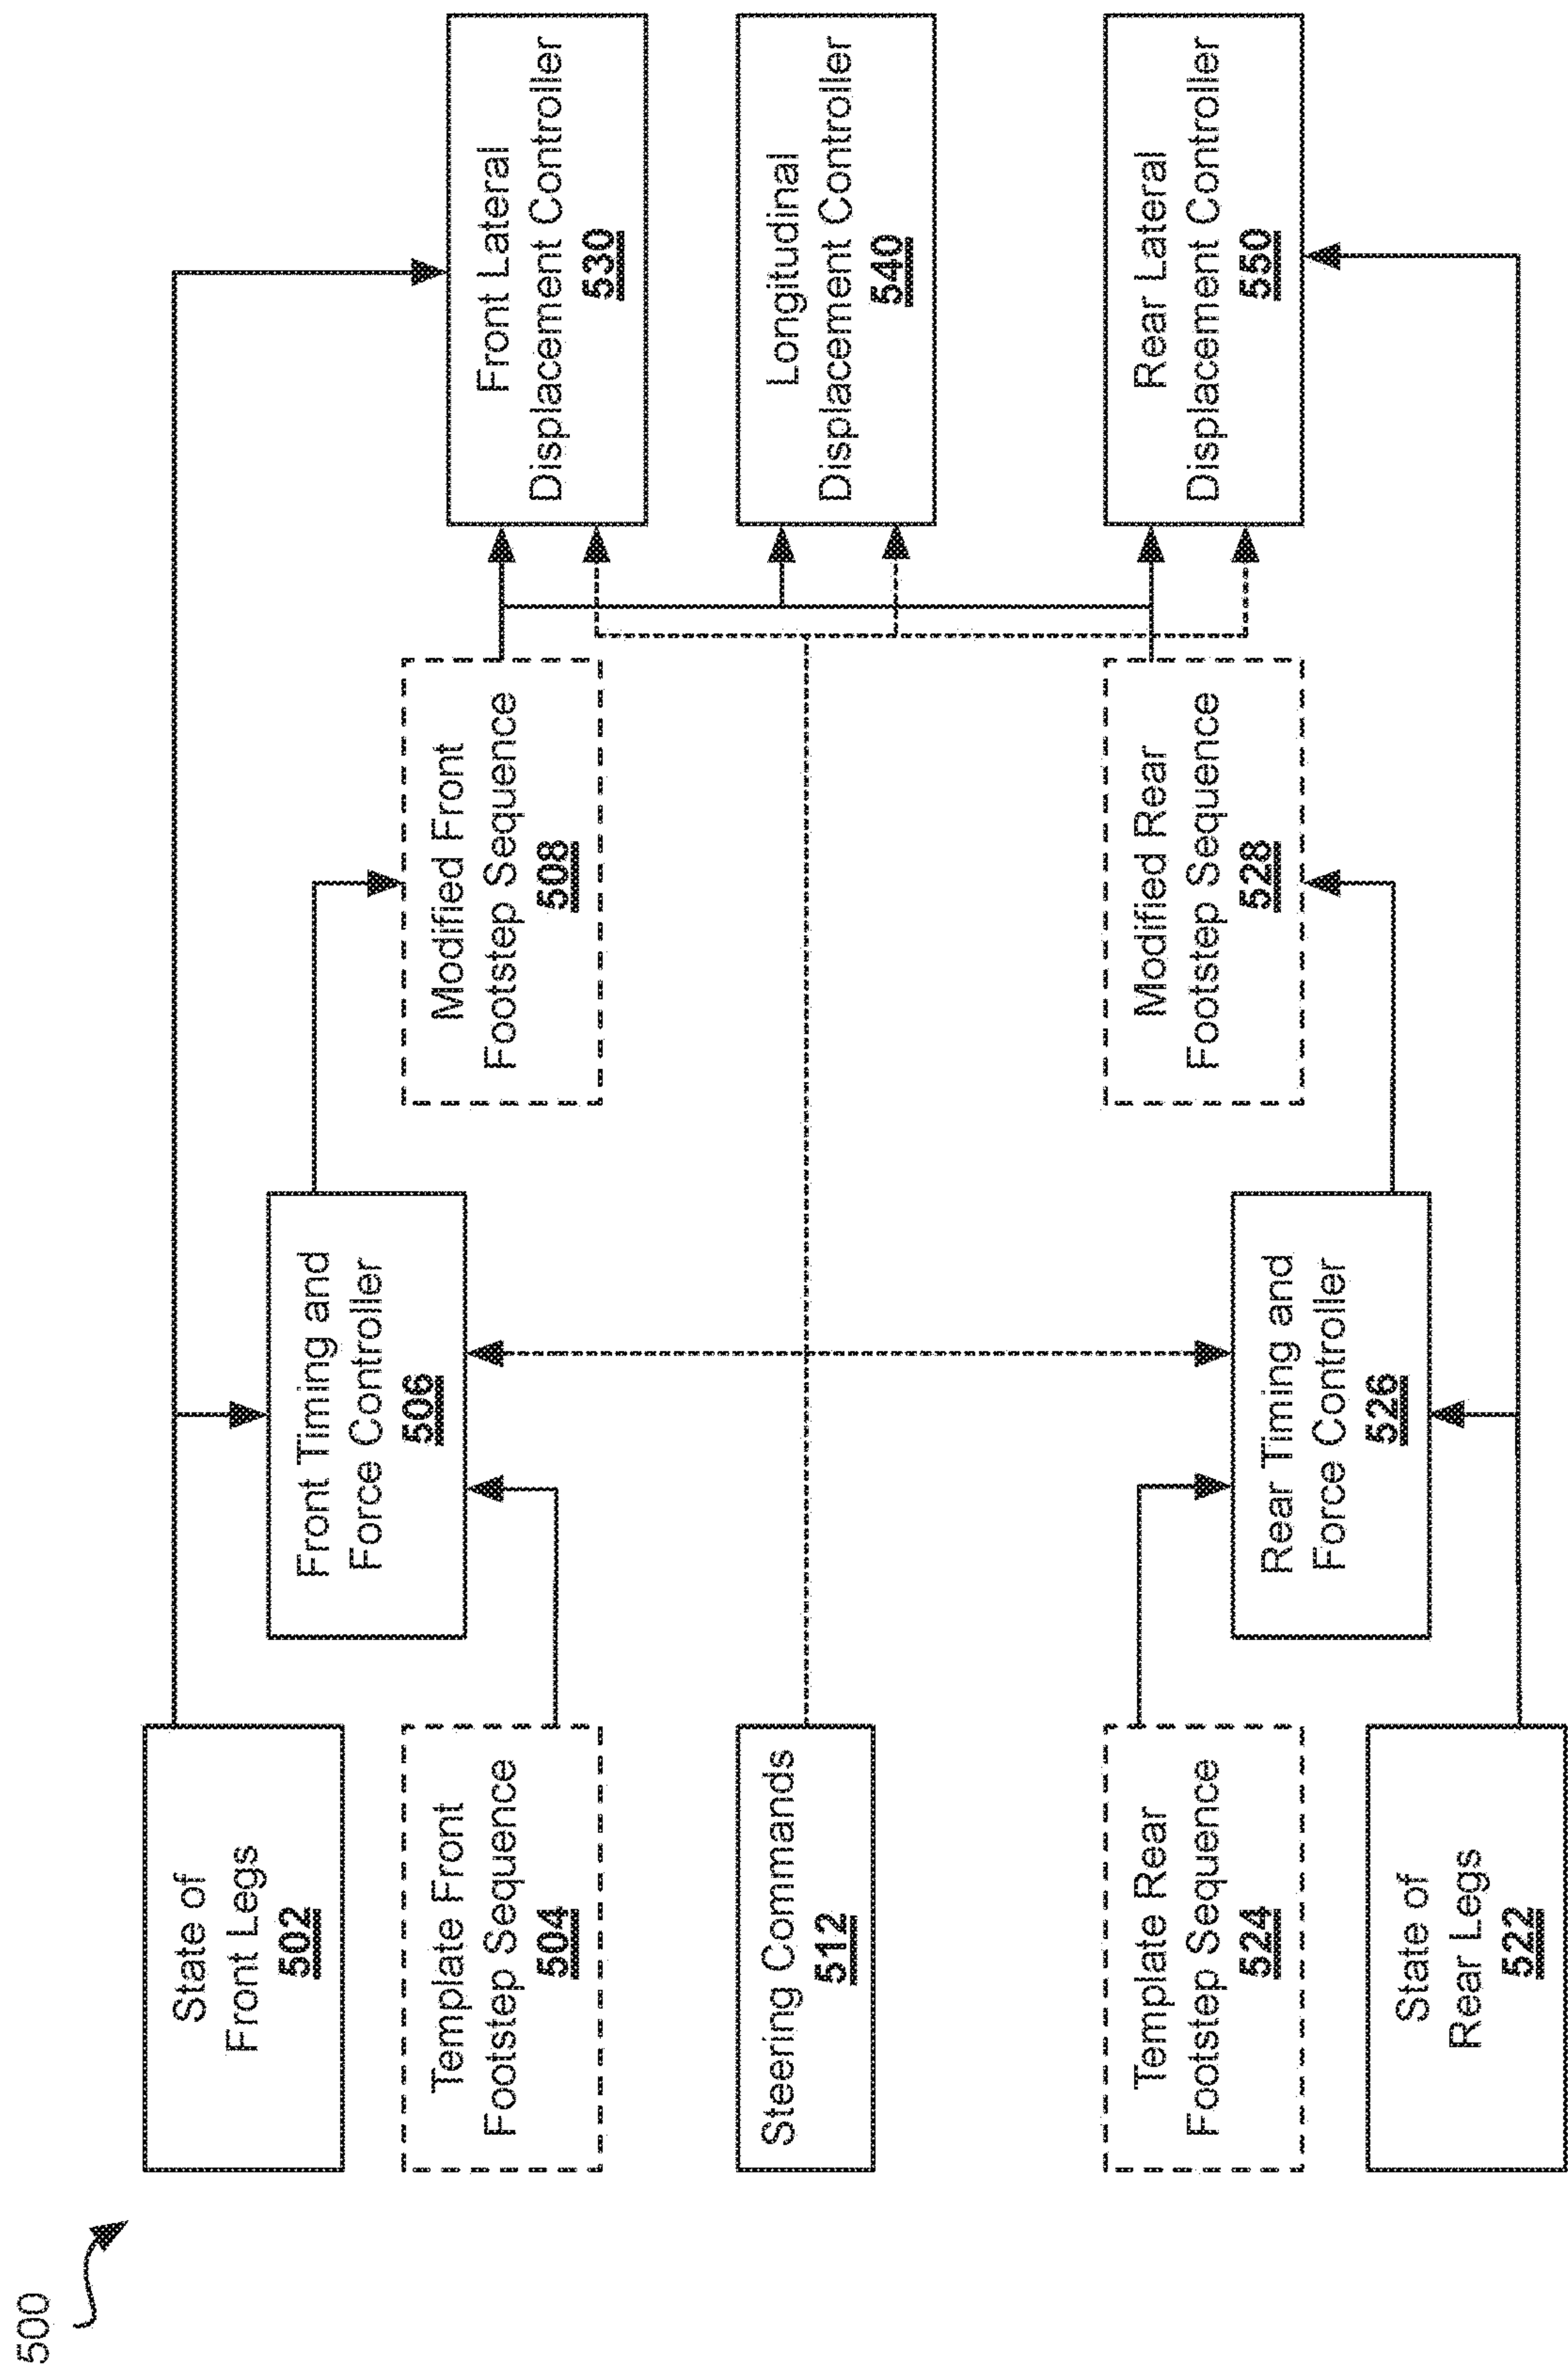 500
State of
Front Legs
502
Template Front
Footstep Sequence
504
Steering Commands
512
Template Rear
Footstep Sequence
524
State of
Rear Legs
522
Front Timing and
Force Controller
506
Rear Timing and
Force Controller
526
Modified Front
Footstep Sequence
508
Modified Rear
Footstep Sequence
528
Front Lateral
Displacement Controller
530
Longitudinal
Displacement Controller
540
Rear Lateral
Displacement Controller
550